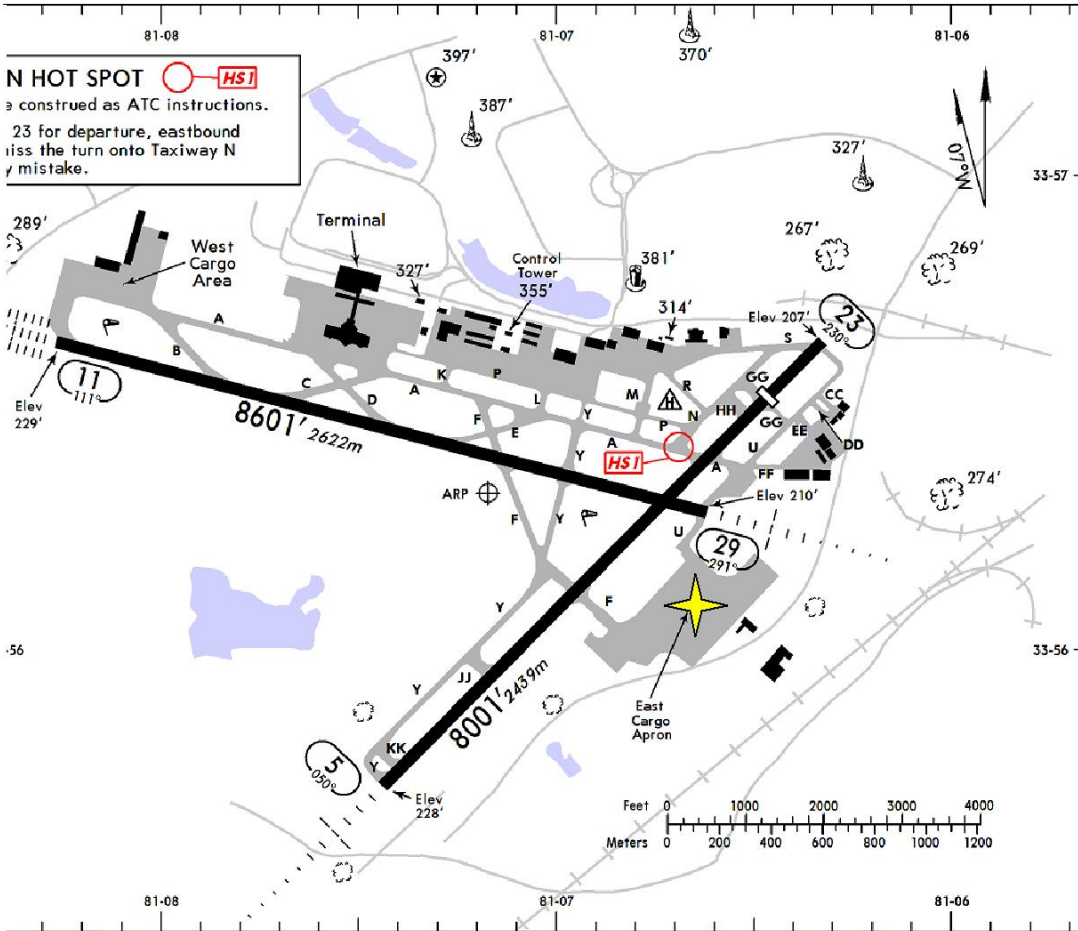 81-08
81-07
81-06
N HOT SPOT
HS1
e construed as ATC instructions.
23 for departure, eastbound
iss the turn onto Taxiway N
y mistake.
397'
387'
370'
327'
07°W
33-57
289'
West
Cargo
Area
Terminal
327'
Control
Tower
355'
381'
314'
267'
269'
Elev 207'
23
230°
S
A
B
C
D
A
K
P
L
Y
M
R
N
P
HH
GG
GG
CC
EE
DD
U
FF
F
E
Y
A
A
HS1
11
111°
Elev
229'
8601' 2622m
ARP
H
Elev 210'
274'
29
291°
U
F
Y
F
Y
-56
33-56
Y
JJ
8001' 2439m
East
Cargo
Apron
KK
Y
5
050°
Elev
228'
Feet 0 1000 2000 3000 4000
Meters 0 200 400 600 800 1000 1200
81-08
81-07
81-06